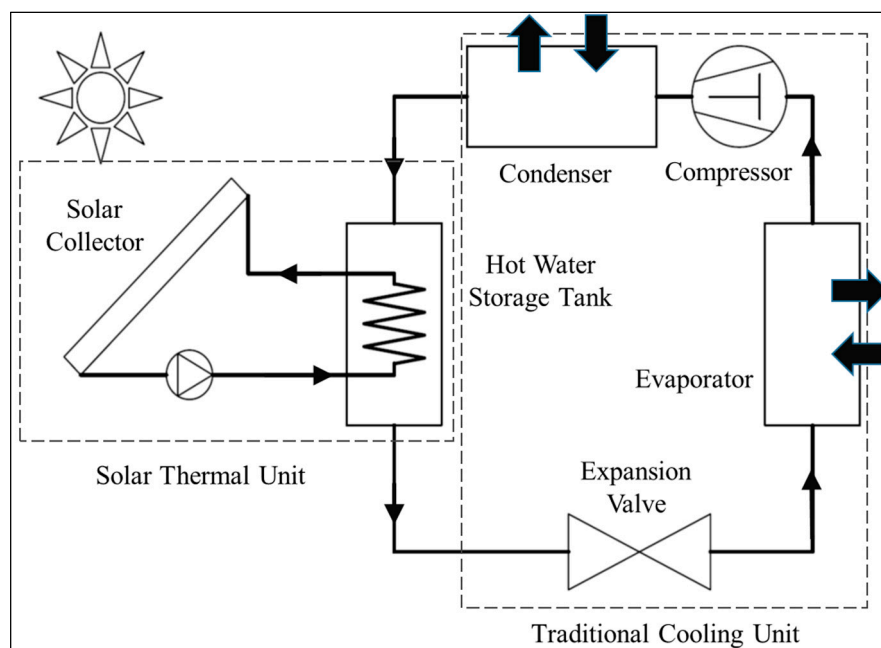 Condenser
Compressor
Solar
Collector
Hot Water
Storage Tank
Evaporator
Solar Thermal Unit
Expansion
Valve
Traditional Cooling Unit